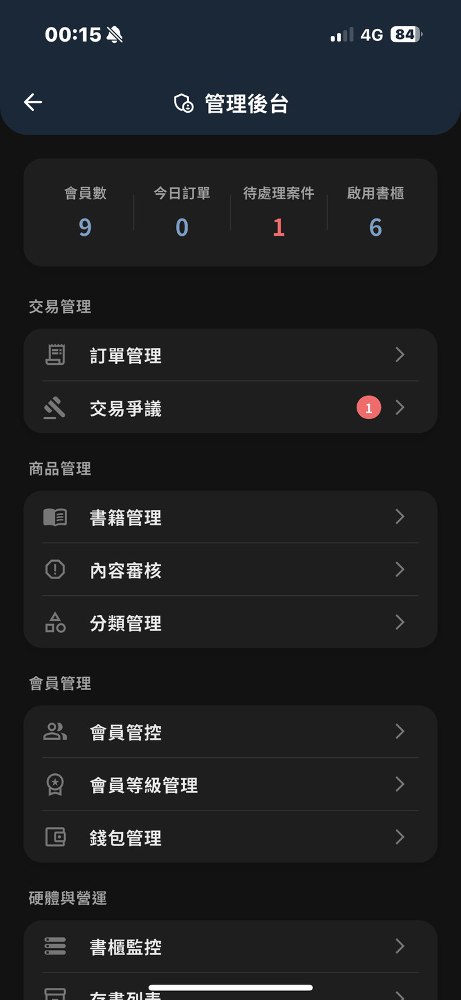 00:15
4G 84
管理後台
會員數 今日訂單 待處理案件 啟用書櫃
9 0 1 6
交易管理
訂單管理
交易爭議 1
商品管理
書籍管理
內容審核
分類管理
會員管理
會員管控
會員等級管理
錢包管理
硬體與營運
書櫃監控
存書列表